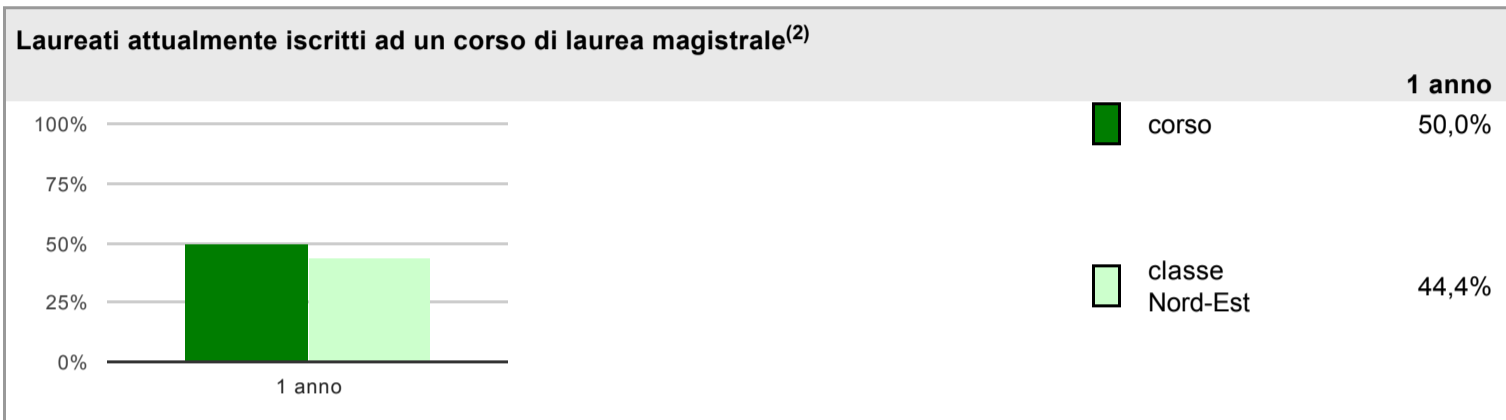 Laureati attualmente iscritti ad un corso di laurea magistrale(2)
1 anno
100%
75%
50%
25%
0%
1 anno
corso 50,0%
classe
Nord-Est 44,4%